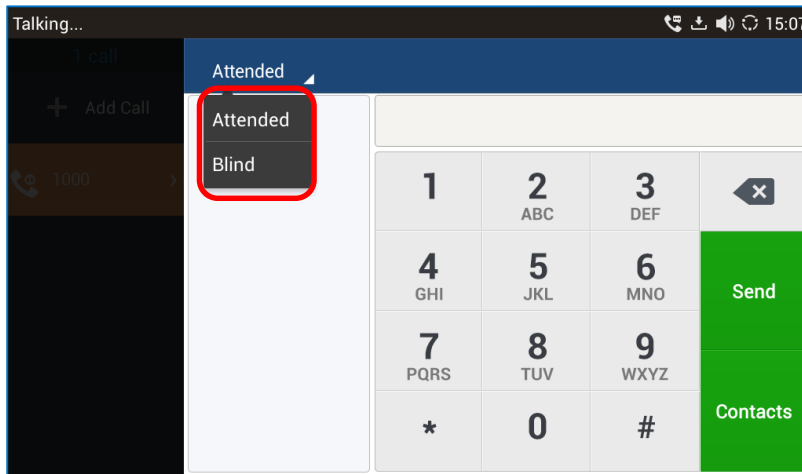 Talking...
15:07
1 call
Attended
Add Call
Attended
Blind
1000
1
2
ABC
3
DEF
4
GHI
5
JKL
6
MNO
Send
7
PQRS
8
TUV
9
WXYZ
Contacts
*
0
#